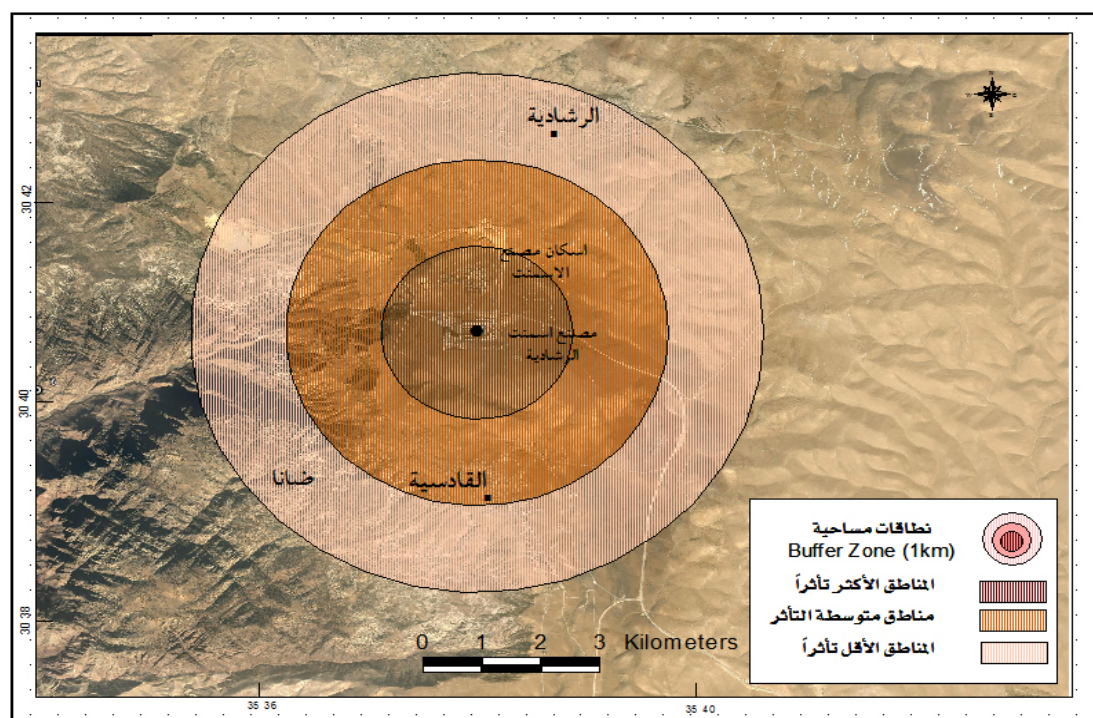 الرشادية
30 42
اسكان مصنع
الاسمنت
مصنع اسمنت
الرشادية
30 40
ضانا
القادسية
نطاقات مساحية
Buffer Zone (1km)
المناطق الأكثر تأثراً
مناطق متوسطة التأثر
المناطق الأقل تأثراً
30 38
0 1 2 3 Kilometers
35 36
35 40